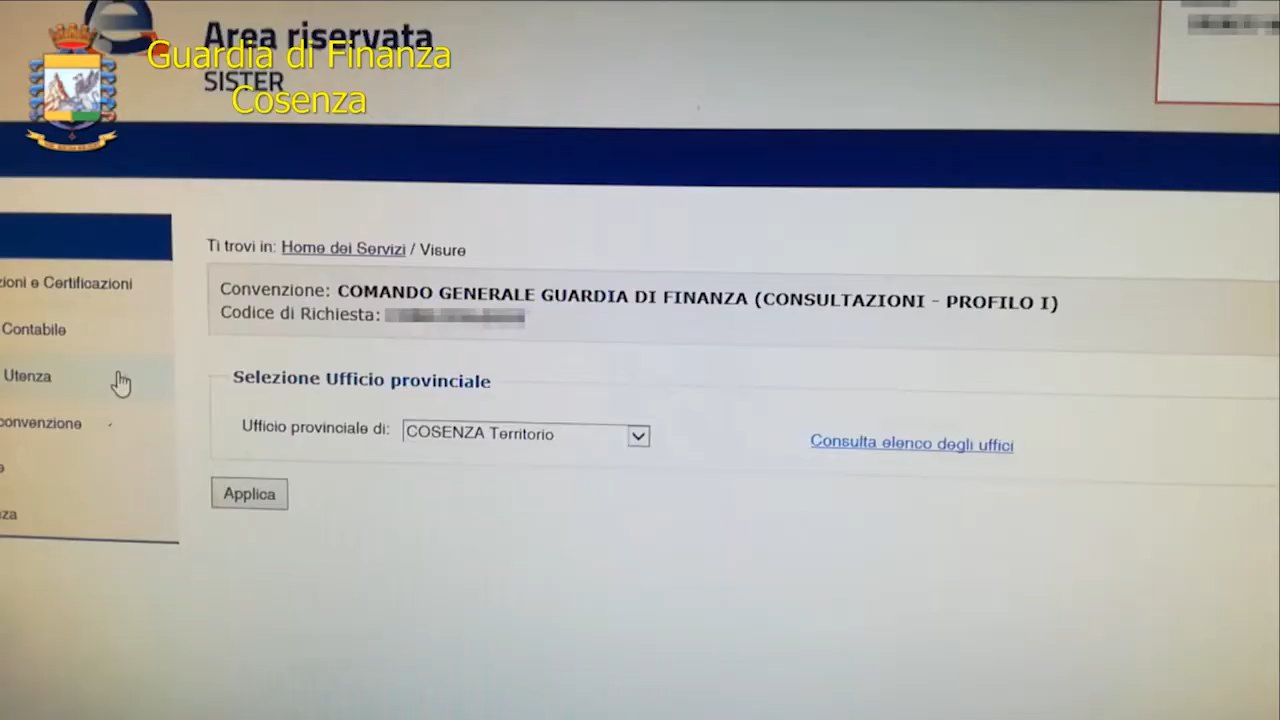 Area riservata
SISTER
Guardia di Finanza
Cosenza
Ti trovi in: Home dei Servizi / Visure
Convenzione: COMANDO GENERALE GUARDIA DI FINANZA (CONSULTAZIONI - PROFILO I)
Codice di Richiesta:
zioni e Certificazioni
Contabile
Utenza
convenzione
e
za
Selezione Ufficio provinciale
Ufficio provinciale di: COSENZA Territorio
Consulta elenco degli uffici
Applica